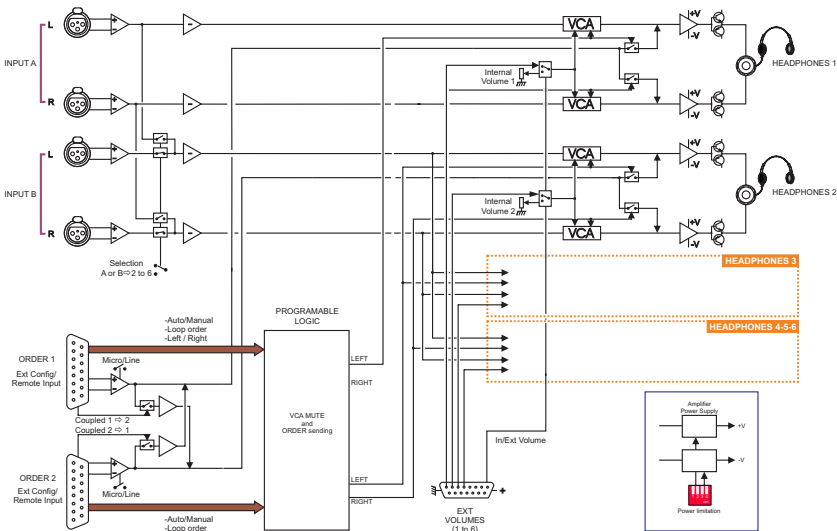 L
INPUT A
R
L
INPUT B
R
Selection
A or B⇨2 to 6
VCA
+V
-V
Internal
Volume 1
HEADPHONES 1
VCA
+V
-V
VCA
+V
-V
Internal
Volume 2
HEADPHONES 2
VCA
+V
-V
HEADPHONES 3
HEADPHONES 4-5-6
-Auto/Manual
-Loop order
-Left / Right
PROGRAMABLE
LOGIC
ORDER 1
Ext Config/
Remote Input
Micro/Line
LEFT
RIGHT
Coupled 1 ⇨ 2
Coupled 2 ⇨ 1
VCA MUTE
and
ORDER sending
In/Ext Volume
ORDER 2
Ext Config/
Remote Input
Micro/Line
LEFT
RIGHT
-Auto/Manual
-Loop order
EXT
VOLUMES
(1 to 6)
Amplifier
Power Supply
+V
-V
Power limitation